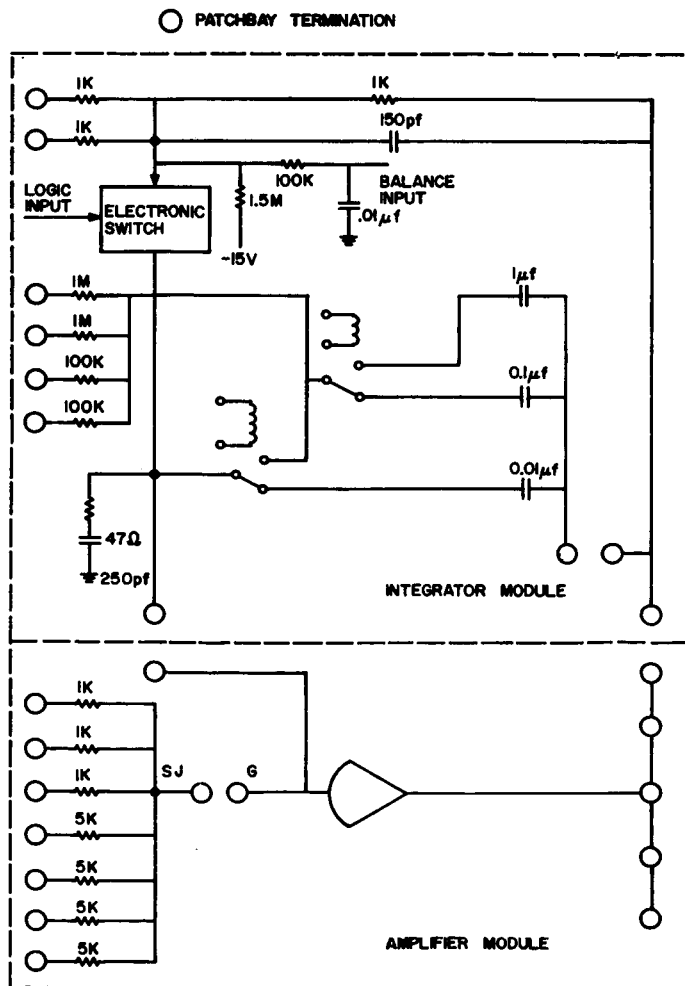 PATCHBAY TERMINATION
1K
1K
1K
150pf
100K
BALANCE
INPUT
LOGIC
INPUT
ELECTRONIC
SWITCH
1.5M
.01µf
-15V
1M
1M
100K
100K
1µf
0.1µf
0.01µf
47Ω
250pf
INTEGRATOR MODULE
1K
1K
1K
SJ
G
5K
5K
5K
5K
AMPLIFIER MODULE